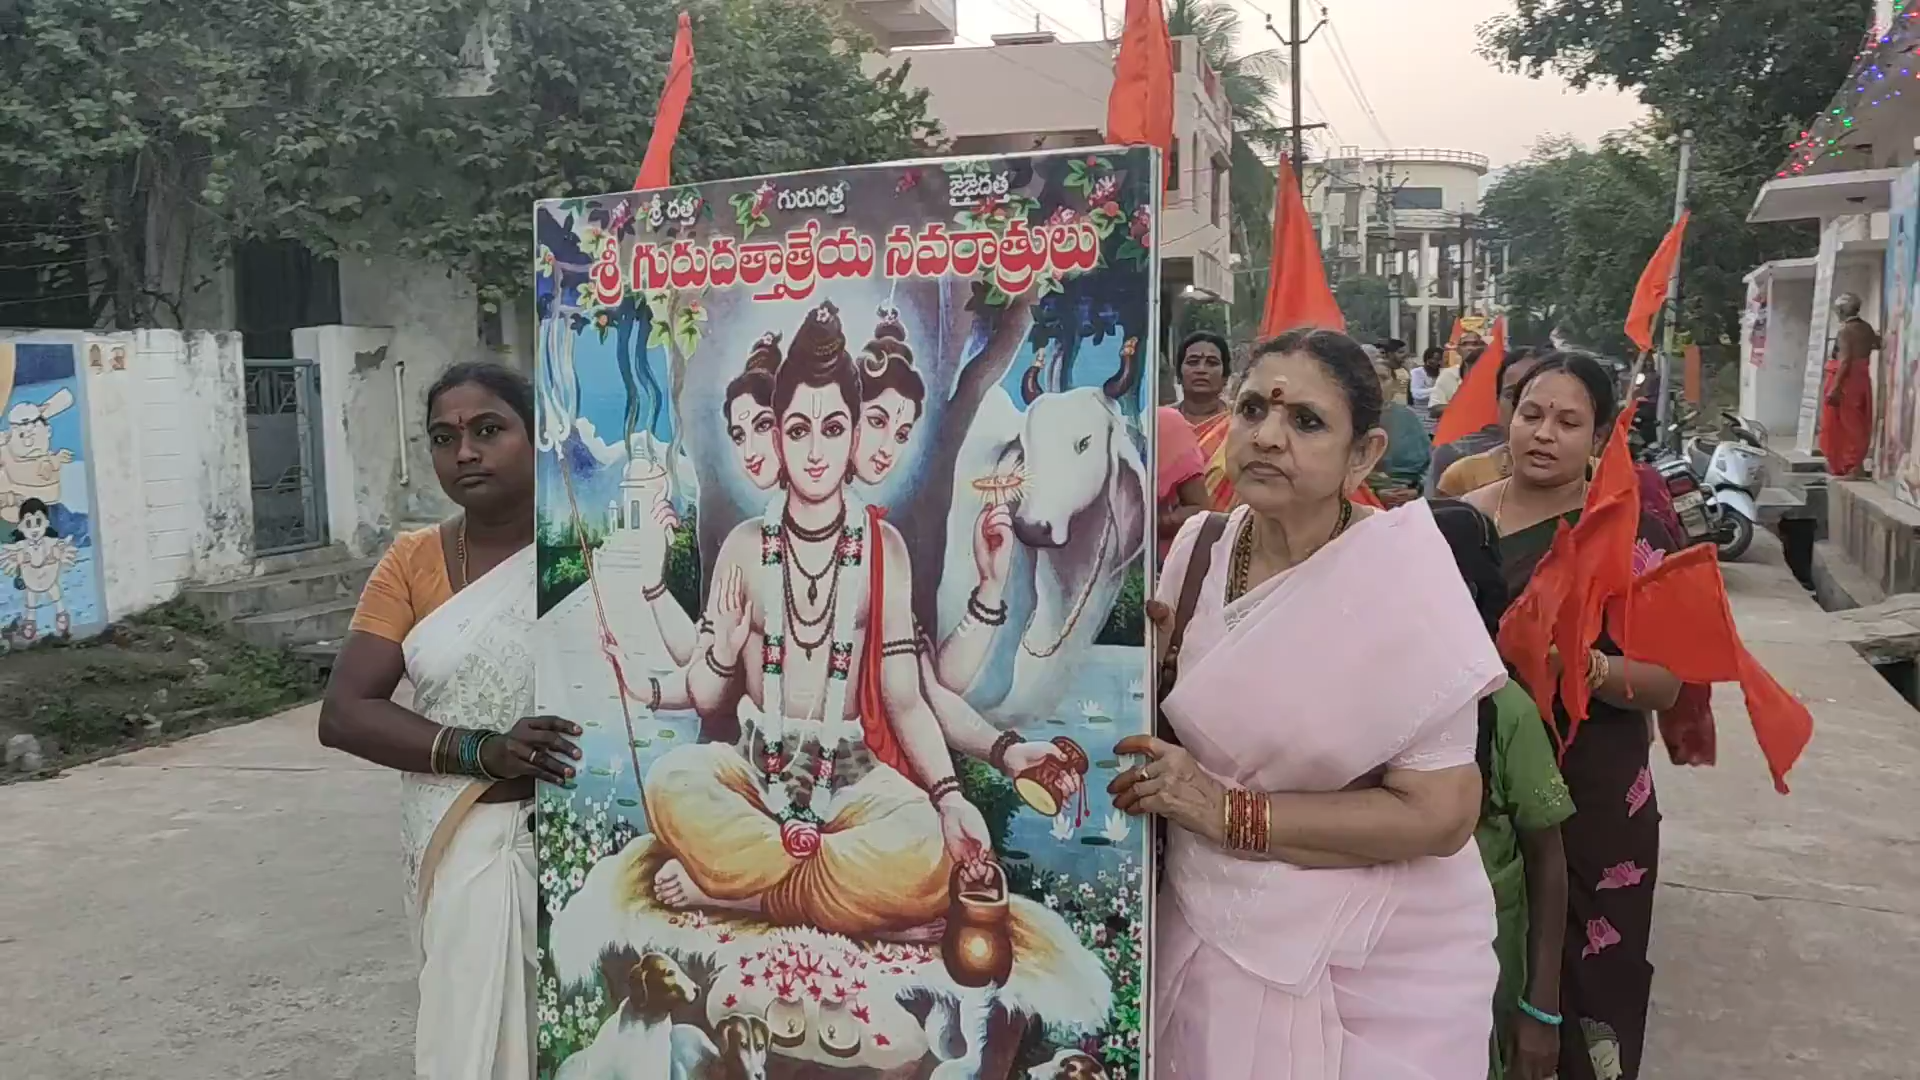 శ్రీ దత్త గురుదత్త జైజైదత్త
శ్రీ గురుదత్తాత్రేయ నవరాత్రులు